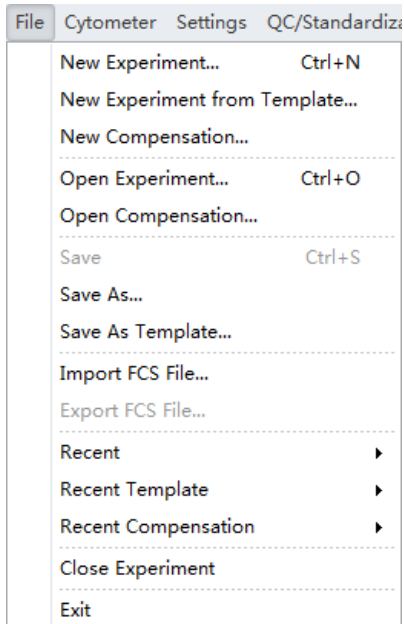 File Cytometer Settings QC/Standardiza
New Experiment... Ctrl+N
New Experiment from Template...
New Compensation...
Open Experiment... Ctrl+O
Open Compensation...
Save Ctrl+S
Save As...
Save As Template...
Import FCS File...
Export FCS File...
Recent
Recent Template
Recent Compensation
Close Experiment
Exit